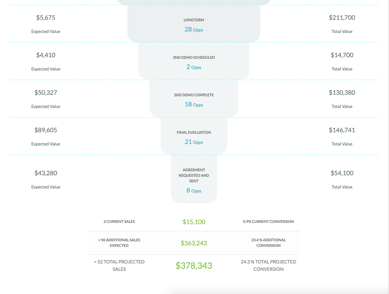 $5,675
Expected Value
LONGTERM
28 Opps
$211,700
Total Value
$4,410
Expected Value
2ND DEMO SCHEDULED
2 Opps
$14,700
Total Value
$50,327
Expected Value
2ND DEMO COMPLETE
18 Opps
$130,380
Total Value
$89,605
Expected Value
FINAL EVALUATION
21 Opps
$146,741
Total Value
$43,280
Expected Value
AGREEMENT
REQUESTED AND
SENT
8 Opps
$54,100
Total Value
2 CURRENT SALES
$15,100
0.9% CURRENT CONVERSION
+ 50 ADDITIONAL SALES
EXPECTED
$363,243
23.4 % ADDITIONAL
CONVERSION
= 52 TOTAL PROJECTED
SALES
$378,343
24.3 % TOTAL PROJECTED
CONVERSION